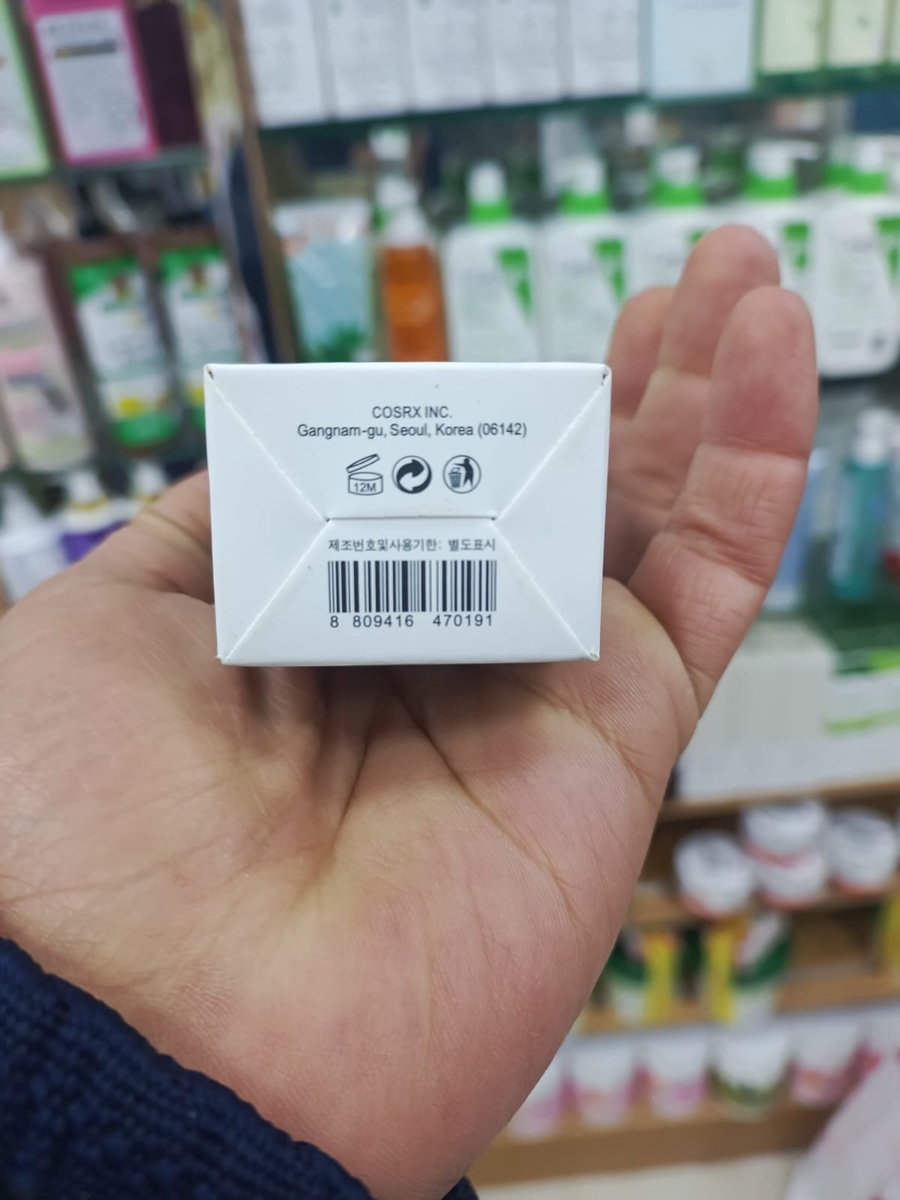 COSRX INC.
Gangnam-gu, Seoul, Korea (06142)
12M
제조번호및사용기한: 별도표시
8 809416 470191